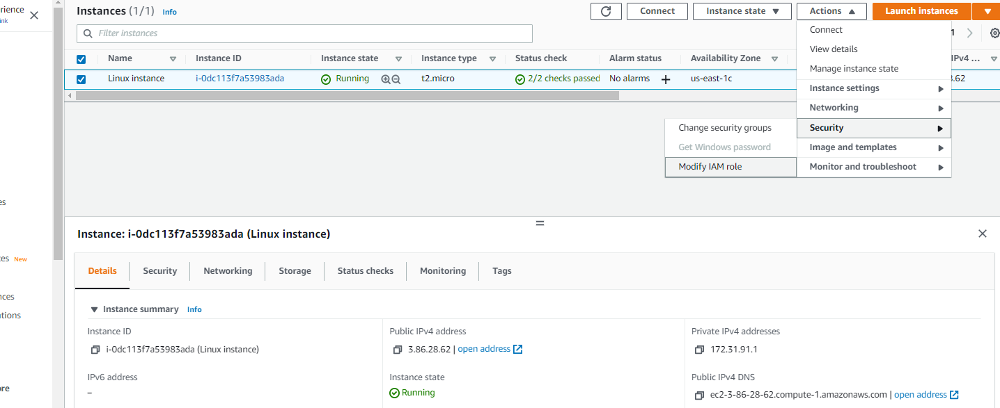 rience
ink
Instances (1/1) Info
Connect Instance state Actions Launch instances
Filter instances
1
Connect
View details
Manage instance state
Instance settings
Networking
Security
Image and templates
Monitor and troubleshoot
Change security groups
Get Windows password
Modify IAM role
Name Instance ID Instance state Instance type Status check Alarm status Availability Zone IPv4 ...
Linux instance i-0dc113f7a53983ada Running t2.micro 2/2 checks passed No alarms us-east-1c 3.62
es
ces New
nces
ations
ore
Instance: i-0dc113f7a53983ada (Linux instance)
Details Security Networking Storage Status checks Monitoring Tags
Instance summary Info
Instance ID Public IPv4 address Private IPv4 addresses
i-0dc113f7a53983ada (Linux instance) 3.86.28.62 | open address 172.31.91.1
IPv6 address Instance state Public IPv4 DNS
– Running ec2-3-86-28-62.compute-1.amazonaws.com | open address